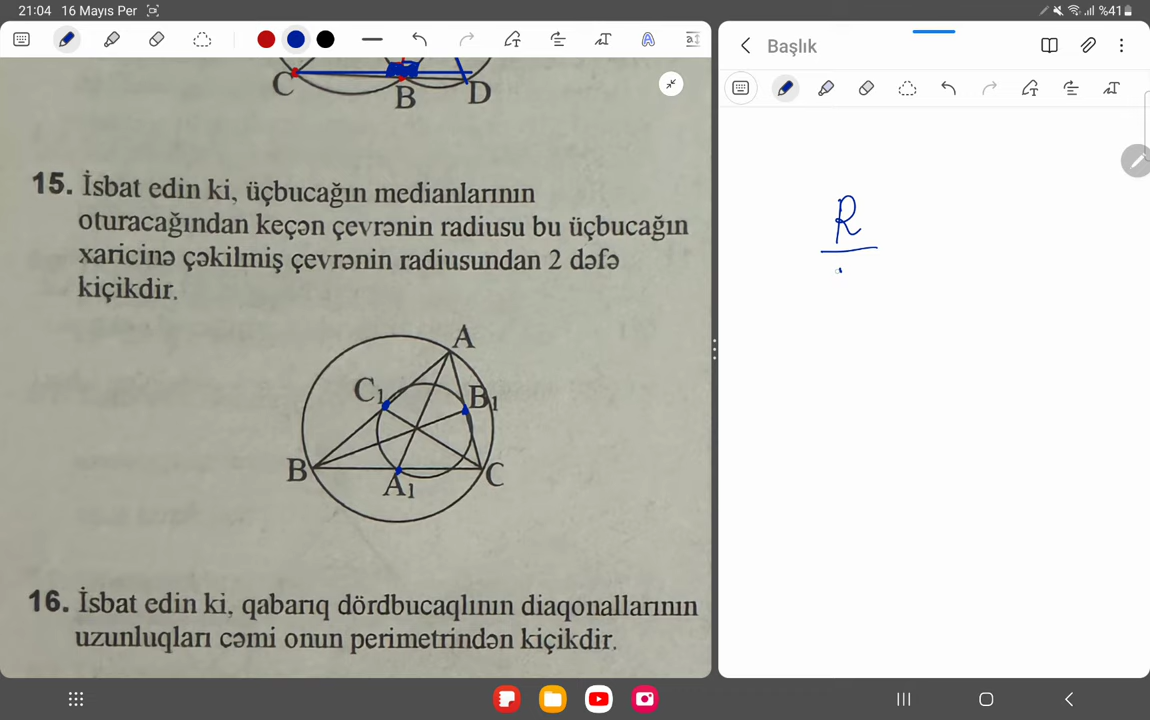 21:04 16 Mayıs Per %41
Başlık
C B D
15. İsbat edin ki, üçbucağın medianlarının
oturacağından keçən çevrənin radiusu bu üçbucağın
xaricinə çəkilmiş çevrənin radiusundan 2 dəfə
kiçikdir.
A
C1 B1
B A1 C
16. İsbat edin ki, qabarıq dördbucaqlının diaqonallarının
uzunluqları cəmi onun perimetrindən kiçikdir.
R